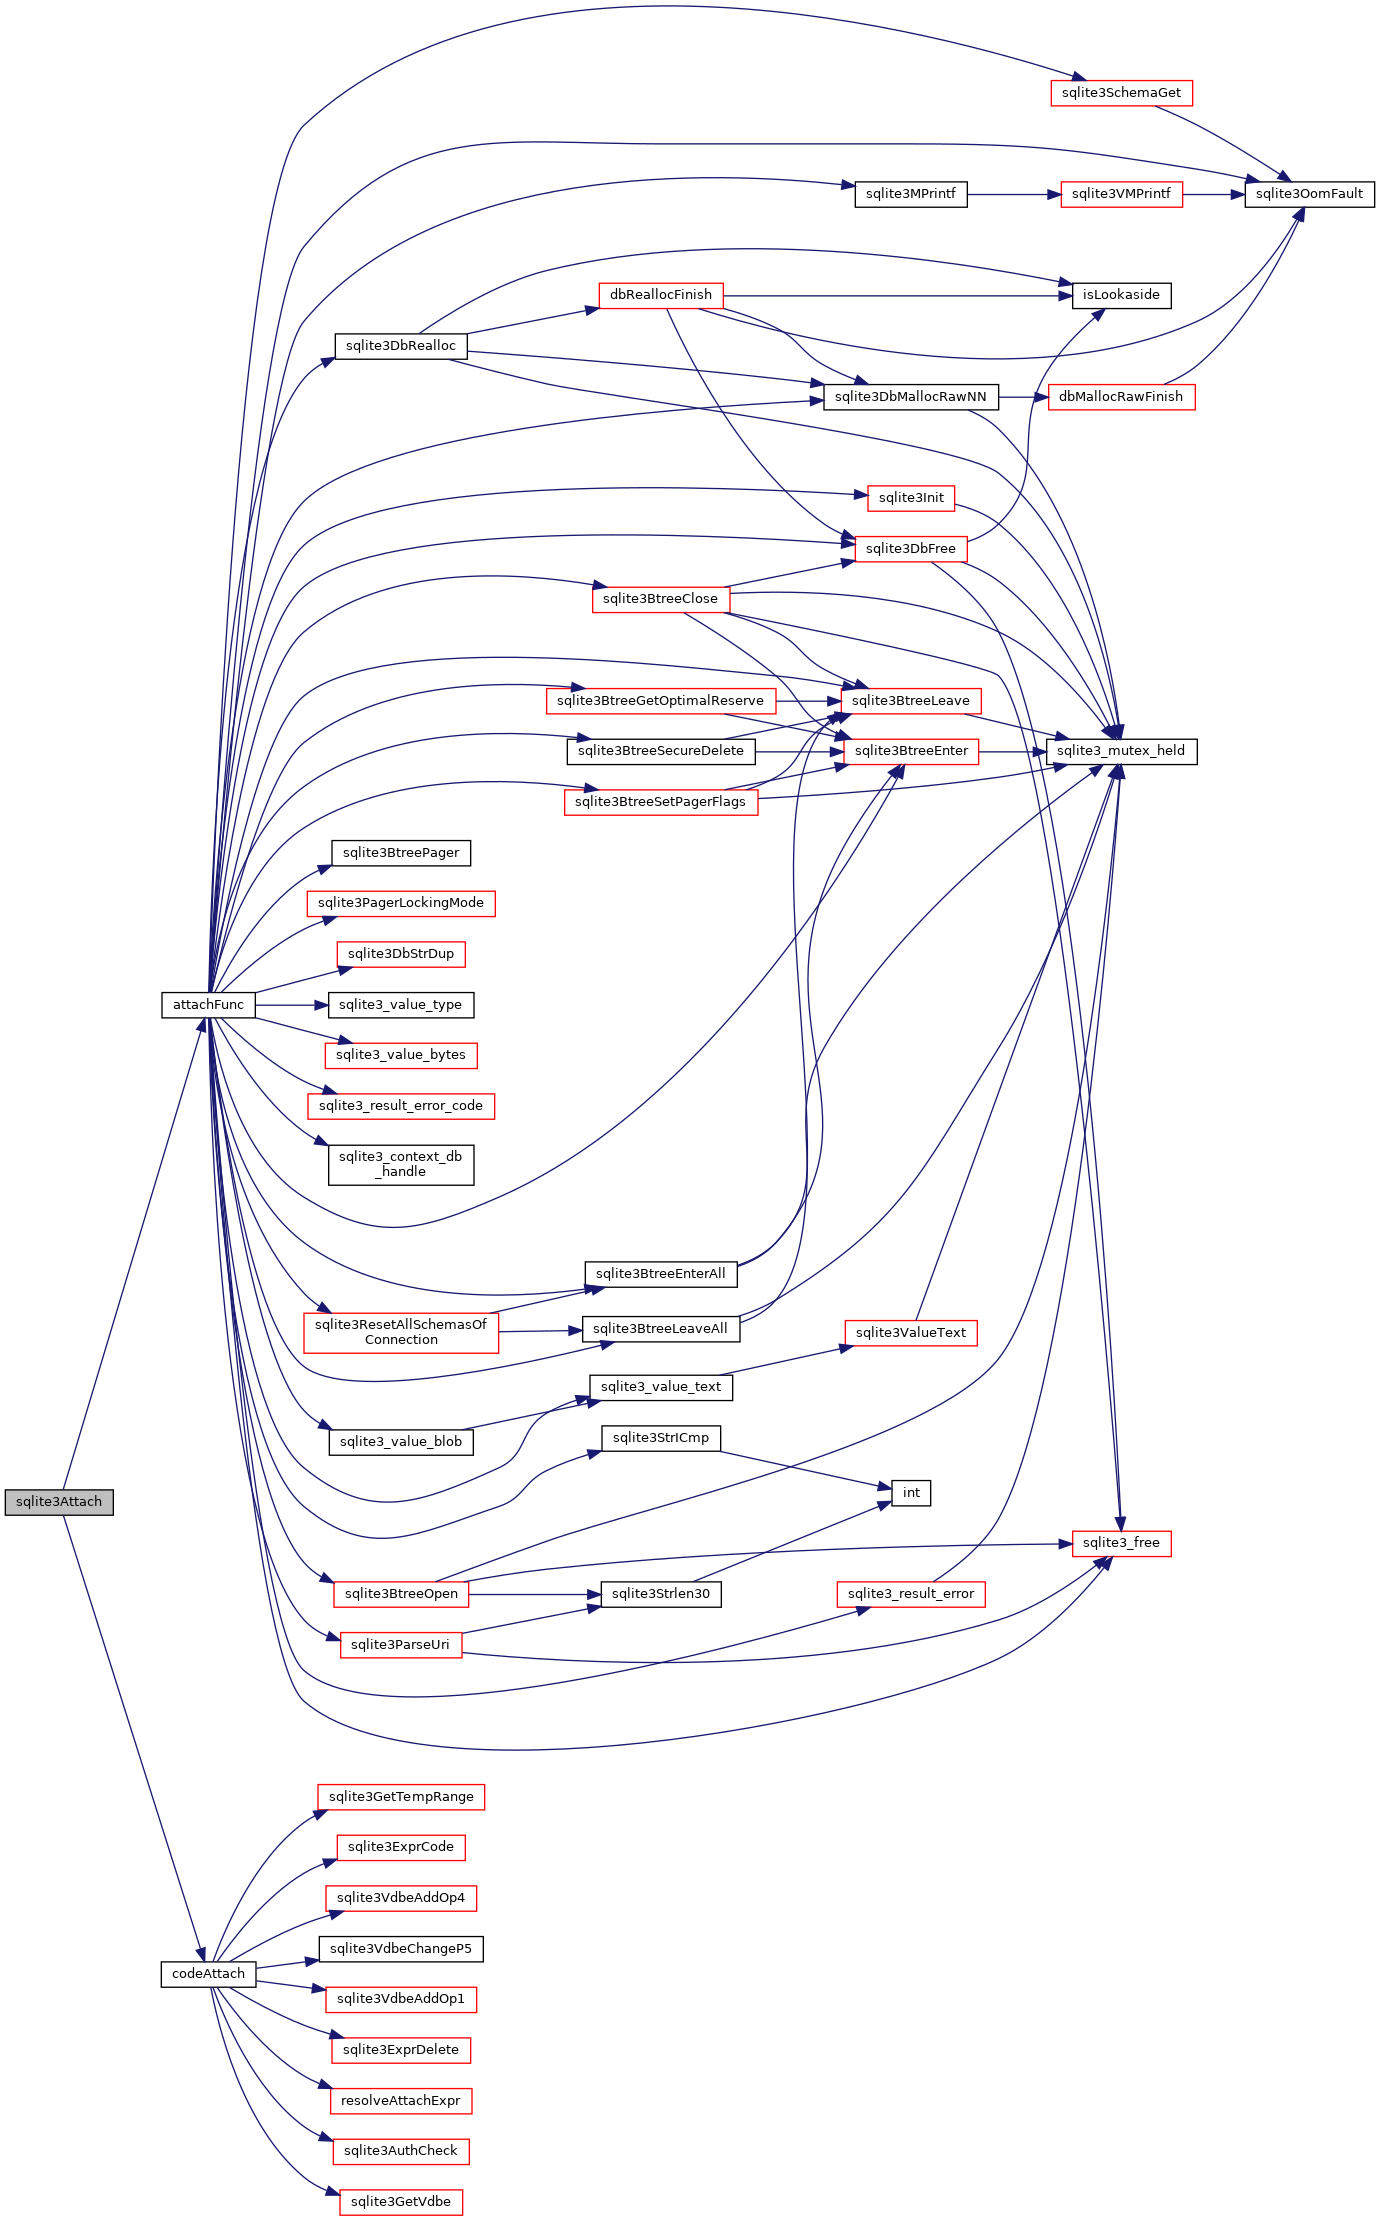 sqlite3SchemaGet
sqlite3MPrintf
sqlite3VMPrintf
sqlite3OomFault
dbReallocFinish
isLookaside
sqlite3DbRealloc
sqlite3DbMallocRawNN
dbMallocRawFinish
sqlite3Init
sqlite3DbFree
sqlite3BtreeClose
sqlite3BtreeGetOptimalReserve
sqlite3BtreeLeave
sqlite3BtreeSecureDelete
sqlite3BtreeEnter
sqlite3_mutex_held
sqlite3BtreeSetPagerFlags
sqlite3BtreePager
sqlite3PagerLockingMode
sqlite3DbStrDup
attachFunc
sqlite3_value_type
sqlite3_value_bytes
sqlite3_result_error_code
sqlite3_context_db
_handle
sqlite3BtreeEnterAll
sqlite3ResetAllSchemasOf
Connection
sqlite3BtreeLeaveAll
sqlite3ValueText
sqlite3_value_text
sqlite3_value_blob
sqlite3StrICmp
int
sqlite3Attach
sqlite3_free
sqlite3BtreeOpen
sqlite3Strlen30
sqlite3_result_error
sqlite3ParseUri
sqlite3GetTempRange
sqlite3ExprCode
sqlite3VdbeAddOp4
sqlite3VdbeChangeP5
codeAttach
sqlite3VdbeAddOp1
sqlite3ExprDelete
resolveAttachExpr
sqlite3AuthCheck
sqlite3GetVdbe